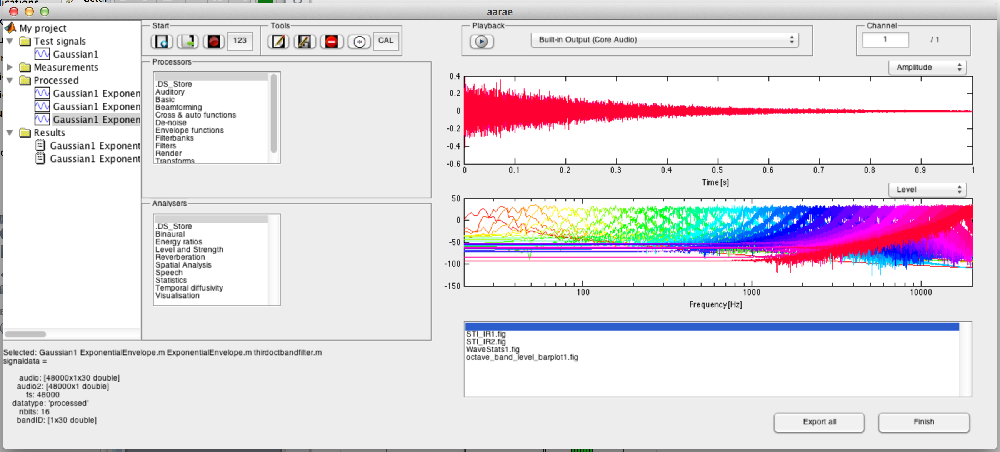 ications
Gettin
aarae
My project
Test signals
Gaussian1
Measurements
Processed
Gaussian1 Exponen
Gaussian1 Exponen
Gaussian1 Exponen
Results
Gaussian1 Exponent
Gaussian1 Exponent
Start
123
Tools
CAL
Processors
.DS_Store
Auditory
Basic
Beamforming
Cross & auto functions
De-noise
Envelope functions
Filterbanks
Filters
Render
Transforms
Analysers
.DS_Store
Binaural
Energy ratios
Level and Strength
Reverberation
Spatial Analysis
Speech
Statistics
Temporal diffusivity
Visualisation
Playback
Built-in Output (Core Audio)
Channel
1 / 1
Amplitude
0.4
0.2
0
-0.2
-0.4
-0.6
0 0.1 0.2 0.3 0.4 0.5 0.6 0.7 0.8 0.9 1
Time [s]
Level
50
0
-50
-100
-150
100 1000 10000
Frequency [Hz]
STI_IR1.fig
STI_IR2.fig
WaveStats1.fig
octave_band_level_barplot1.fig
Selected: Gaussian1 ExponentialEnvelope.m ExponentialEnvelope.m thirdoctbandfilter.m
signaldata =
audio: [48000x1x30 double]
audio2: [48000x1 double]
fs: 48000
datatype: 'processed'
nbits: 16
bandID: [1x30 double]
Export all
Finish